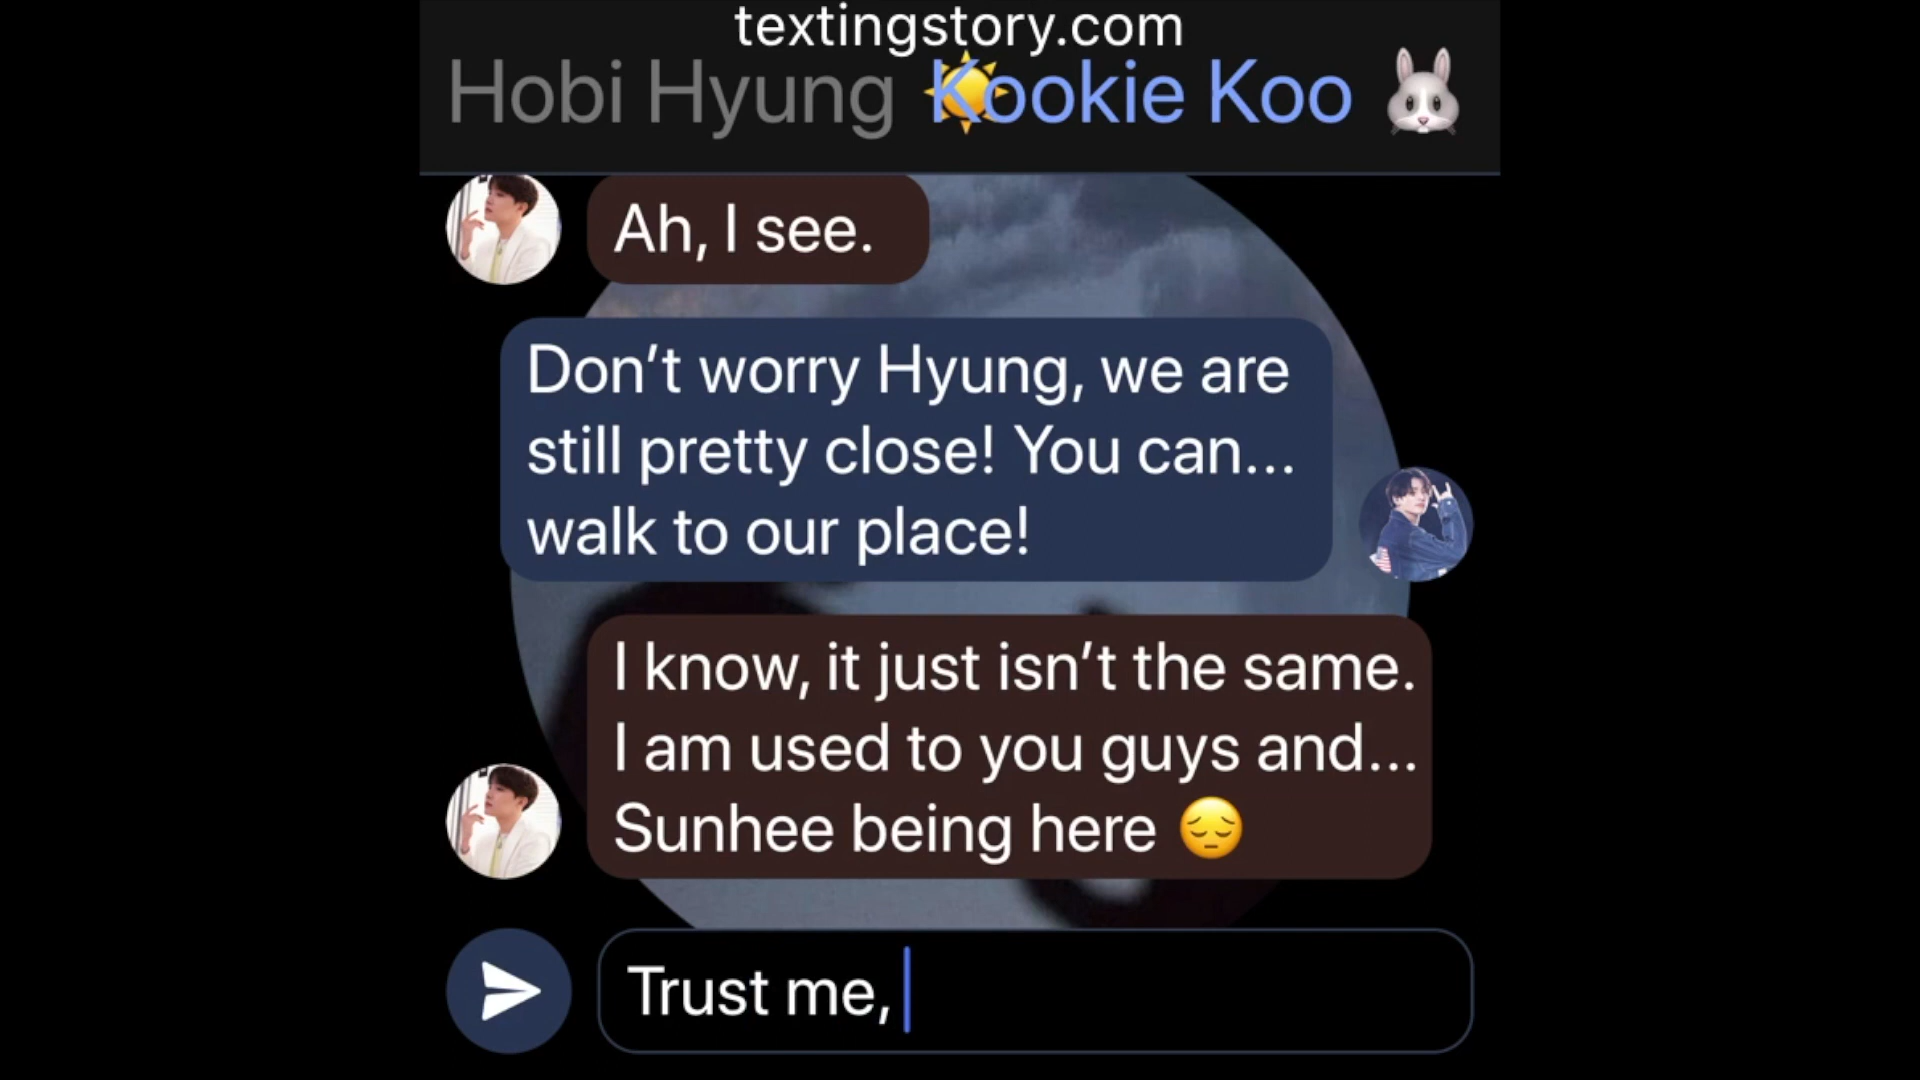 textingstory.com
Hobi Hyung ☀️ Kookie Koo 🐰
Ah, I see.
Don’t worry Hyung, we are
still pretty close! You can...
walk to our place!
I know, it just isn’t the same.
I am used to you guys and...
Sunhee being here 😔
Trust me,